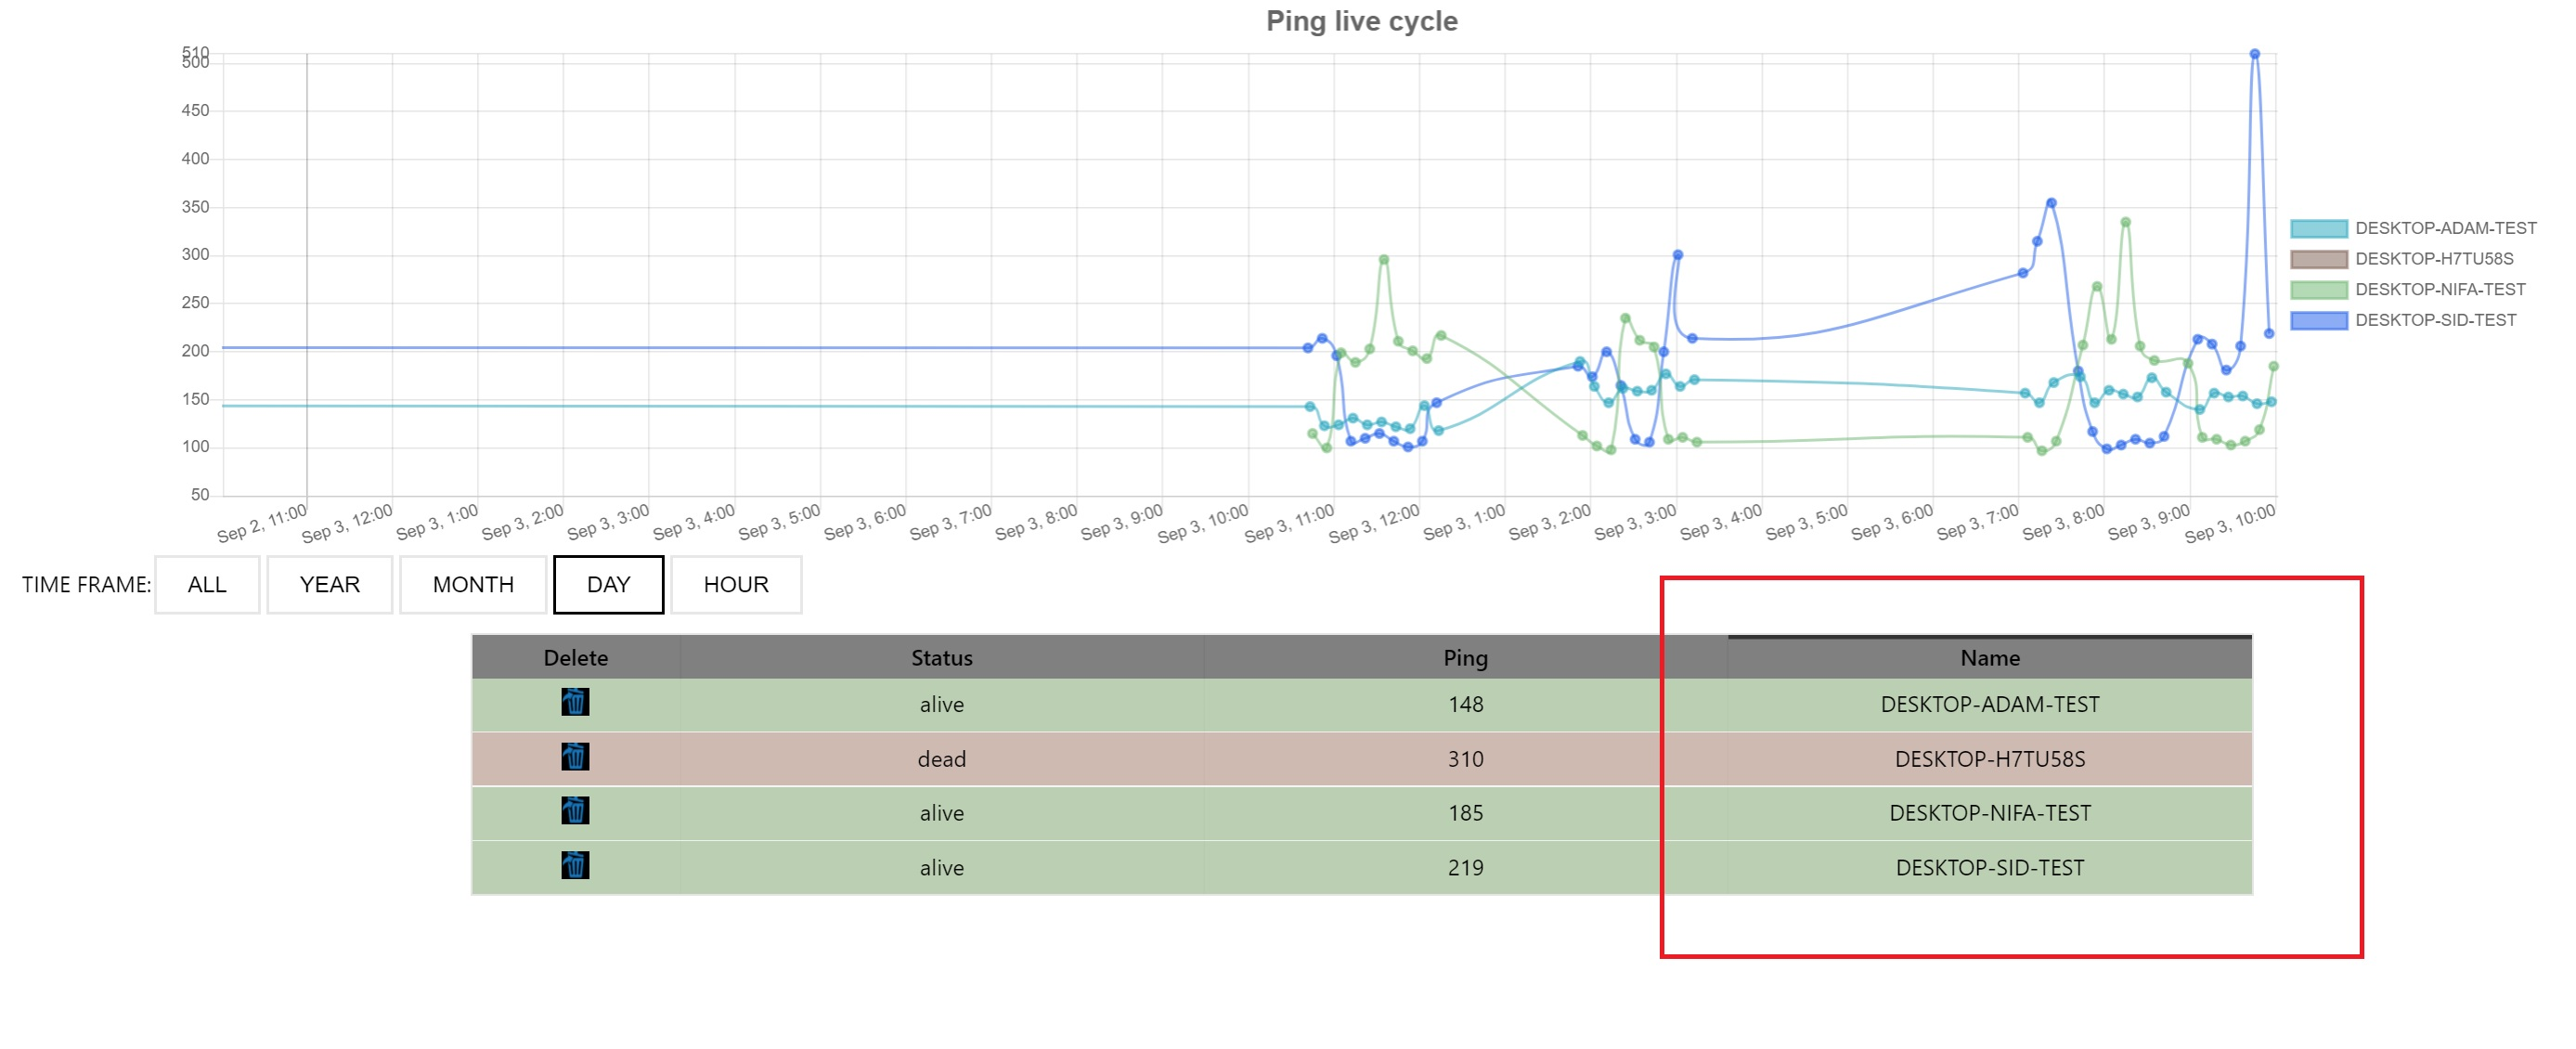 Ping live cycle
510
500
450
400
350
300
250
200
150
100
50
DESKTOP-ADAM-TEST
DESKTOP-H7TU58S
DESKTOP-NIFA-TEST
DESKTOP-SID-TEST
Sep 2, 11:00 Sep 3, 12:00 Sep 3, 1:00 Sep 3, 2:00 Sep 3, 3:00 Sep 3, 4:00 Sep 3, 5:00 Sep 3, 6:00 Sep 3, 7:00 Sep 3, 8:00 Sep 3, 9:00 Sep 3, 10:00 Sep 3, 11:00 Sep 3, 12:00 Sep 3, 1:00 Sep 3, 2:00 Sep 3, 3:00 Sep 3, 4:00 Sep 3, 5:00 Sep 3, 6:00 Sep 3, 7:00 Sep 3, 8:00 Sep 3, 9:00 Sep 3, 10:00
TIME FRAME: ALL YEAR MONTH DAY HOUR
Delete Status Ping Name
alive 148 DESKTOP-ADAM-TEST
dead 310 DESKTOP-H7TU58S
alive 185 DESKTOP-NIFA-TEST
alive 219 DESKTOP-SID-TEST